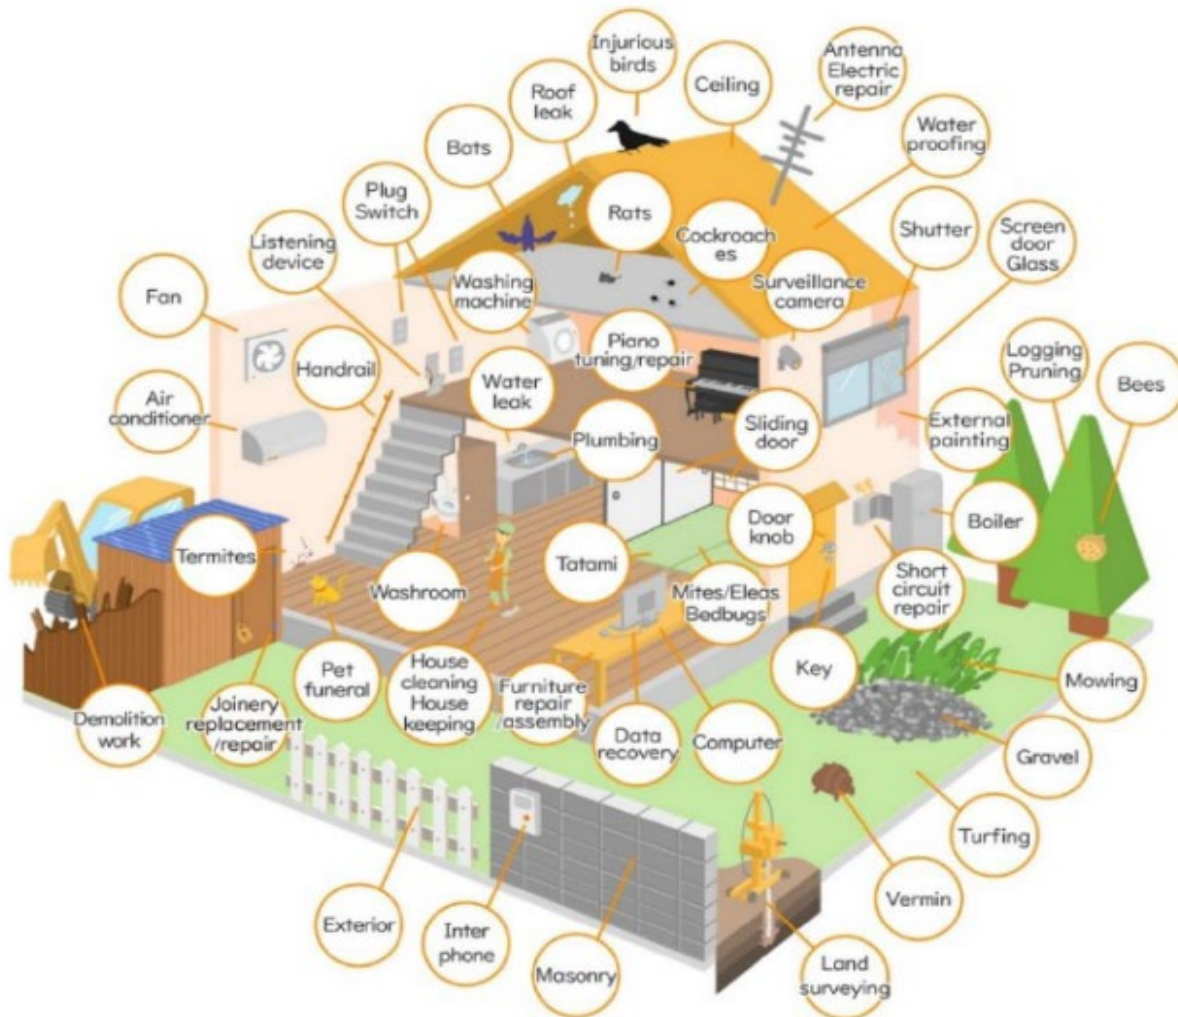 Injurious
birds
Antenna
Electric
repair
Ceiling
Roof
leak
Water
proofing
Bats
Plug
Switch
Rats
Cockroach
es
Shutter
Screen
door
Glass
Listening
device
Washing
machine
Surveillance
camera
Fan
Handrail
Piano
tuning/repair
Logging
Pruning
Bees
Air
conditioner
Water
leak
Plumbing
Sliding
door
External
painting
Termites
Washroom
Tatami
Door
knob
Boiler
Mites/Eleas
Bedbugs
Short
circuit
repair
Pet
funeral
House
cleaning
House
keeping
Furniture
repair
/assembly
Key
Mowing
Demolition
work
Joinery
replacement
/repair
Data
recovery
Computer
Gravel
Turfing
Vermin
Exterior
Inter
phone
Masonry
Land
surveying